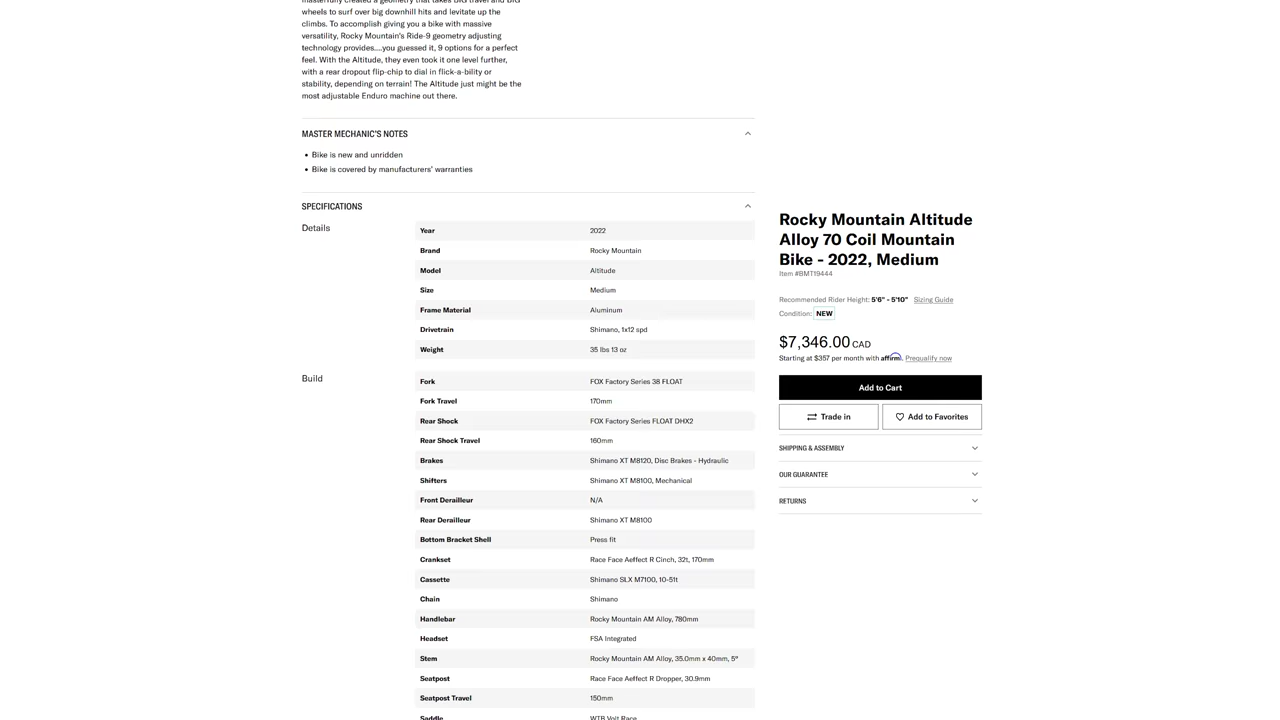 masterfully created a geometry that takes BIG travel and BIG
wheels to surf over big downhill hits and levitate up the
climbs. To accomplish giving you a bike with massive
versatility, Rocky Mountain's Ride-9 geometry adjusting
technology provides....you guessed it, 9 options for a perfect
feel. With the Altitude, they even took it one level further,
with a rear dropout flip-chip to dial in flick-a-bility or
stability, depending on terrain! The Altitude just might be the
most adjustable Enduro machine out there.
MASTER MECHANIC'S NOTES
• Bike is new and unridden
• Bike is covered by manufacturers' warranties
SPECIFICATIONS
Details
Year 2022
Brand Rocky Mountain
Model Altitude
Size Medium
Frame Material Aluminum
Drivetrain Shimano, 1x12 spd
Weight 35 lbs 13 oz
Build
Fork FOX Factory Series 38 FLOAT
Fork Travel 170mm
Rear Shock FOX Factory Series FLOAT DHX2
Rear Shock Travel 160mm
Brakes Shimano XT M8120, Disc Brakes - Hydraulic
Shifters Shimano XT M8100, Mechanical
Front Derailleur N/A
Rear Derailleur Shimano XT M8100
Bottom Bracket Shell Press fit
Crankset Race Face Aeffect R Cinch, 32t, 170mm
Cassette Shimano SLX M7100, 10-51t
Chain Shimano
Handlebar Rocky Mountain AM Alloy, 780mm
Headset FSA Integrated
Stem Rocky Mountain AM Alloy, 35.0mm x 40mm, 5°
Seatpost Race Face Aeffect R Dropper, 30.9mm
Seatpost Travel 150mm
Saddle WTB Volt Race
Rocky Mountain Altitude
Alloy 70 Coil Mountain
Bike - 2022, Medium
Item #BMT19444
Recommended Rider Height: 5'6" - 5'10" Sizing Guide
Condition: NEW
$7,346.00 CAD
Starting at $357 per month with affirm. Prequalify now
Add to Cart
Trade in
Add to Favorites
SHIPPING & ASSEMBLY
OUR GUARANTEE
RETURNS